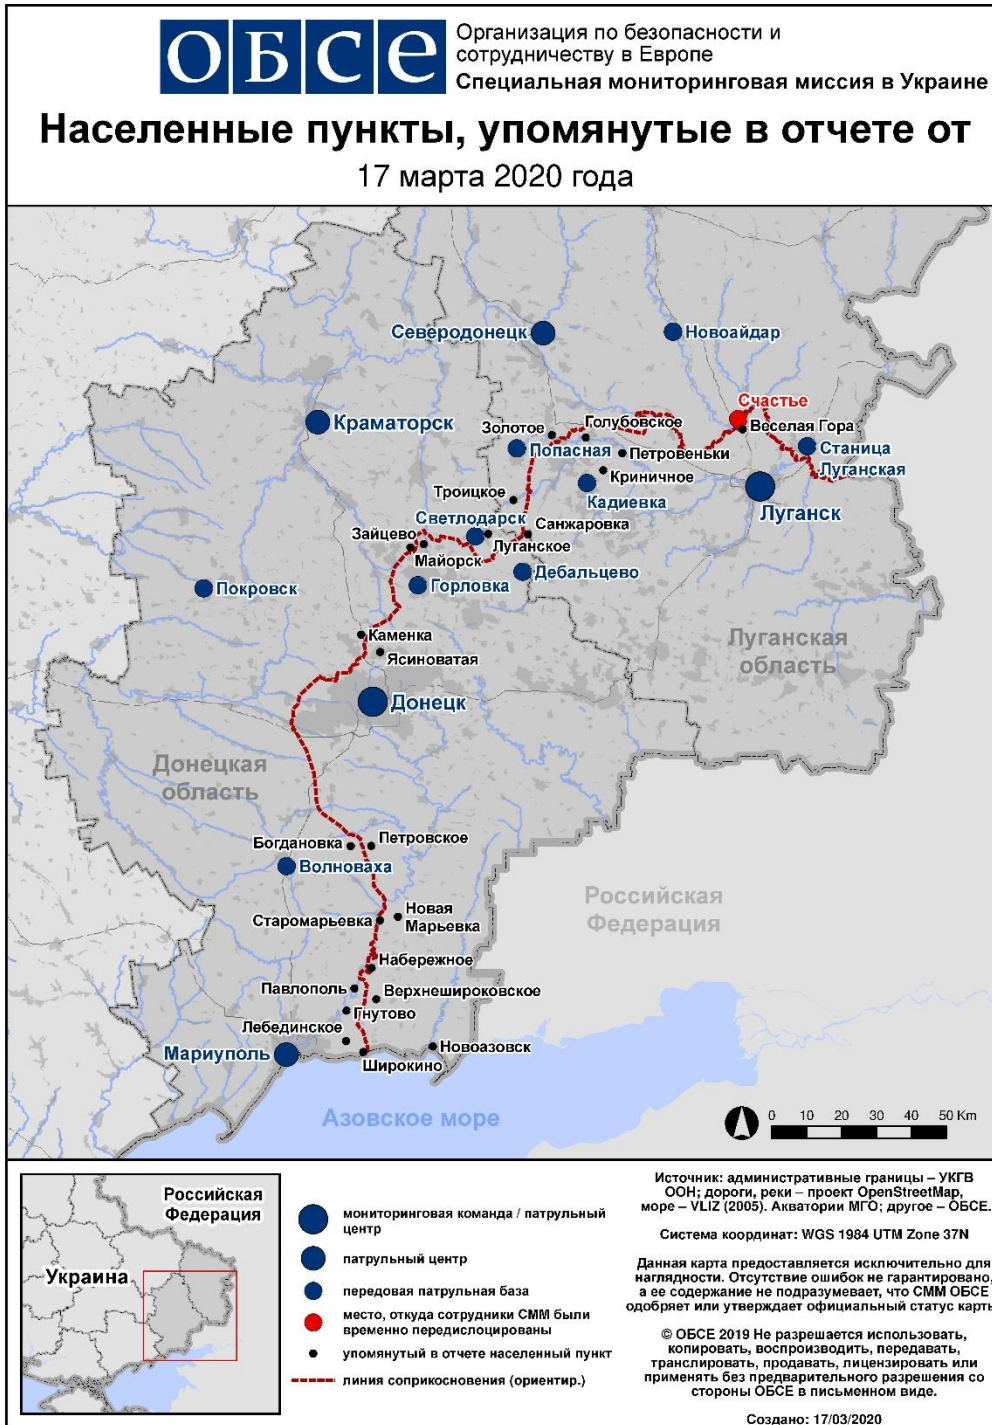 ОБСЕ
Организация по безопасности и
сотрудничеству в Европе
Специальная мониторинговая миссия в Украине
Населенные пункты, упомянутые в отчете от
17 марта 2020 года
Северодонецк
Новоайдар
Счастье
Краматорск
Золотое
Голубовское
Веселая Гора
Попасная
Петровеньки
Станица
Луганская
Криничное
Троицкое
Кадиевка
Луганск
Светлодарск
Санжаровка
Зайцево
Луганское
Майорск
Дебальцево
Покровск
Горловка
Каменка
Луганская
область
Ясиноватая
Донецк
Донецкая
область
Богдановка
Петровское
Волноваха
Российская
Федерация
Старомарьевка
Новая
Марьевка
Набережное
Павлополь
Верхнешироковское
Гнутово
Лебединское
Новоазовск
Мариуполь
Широкино
Азовское море
0 10 20 30 40 50 Km
Российская
Федерация
Украина
мониторинговая команда / патрульный
центр
патрульный центр
передовая патрульная база
место, откуда сотрудники СММ были
временно передислоцированы
упомянутый в отчете населенный пункт
линия соприкосновения (ориентир.)
Источник: административные границы – УКГВ
ООН; дороги, реки – проект OpenStreetMap,
море – VLIZ (2005). Акватории МГО; другое – ОБСЕ.
Система координат: WGS 1984 UTM Zone 37N
Данная карта предоставляется исключительно для
наглядности. Отсутствие ошибок не гарантировано,
а ее содержание не подразумевает, что СММ ОБСЕ
одобряет или утверждает официальный статус карты
© ОБСЕ 2019 Не разрешается использовать,
копировать, воспроизводить, передавать,
транслировать, продавать, лицензировать или
применять без предварительного разрешения со
стороны ОБСЕ в письменном виде.
Создано: 17/03/2020